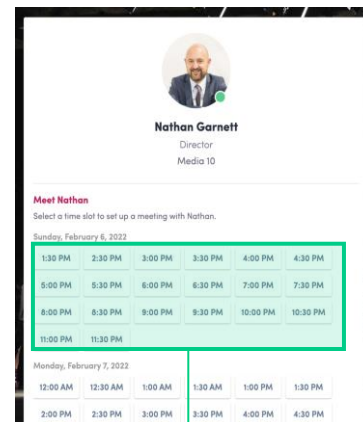 Nathan Garnett
Director
Media 10
Meet Nathan
Select a time slot to set up a meeting with Nathan.
Sunday, February 6, 2022
1:30 PM 2:30 PM 3:00 PM 3:30 PM 4:00 PM 4:30 PM
5:00 PM 5:30 PM 6:00 PM 6:30 PM 7:00 PM 7:30 PM
8:00 PM 8:30 PM 9:00 PM 9:30 PM 10:00 PM 10:30 PM
11:00 PM 11:30 PM
Monday, February 7, 2022
12:00 AM 12:30 AM 1:00 AM 1:30 AM 1:00 PM 1:30 PM
2:00 PM 2:30 PM 3:00 PM 3:30 PM 4:00 PM 4:30 PM